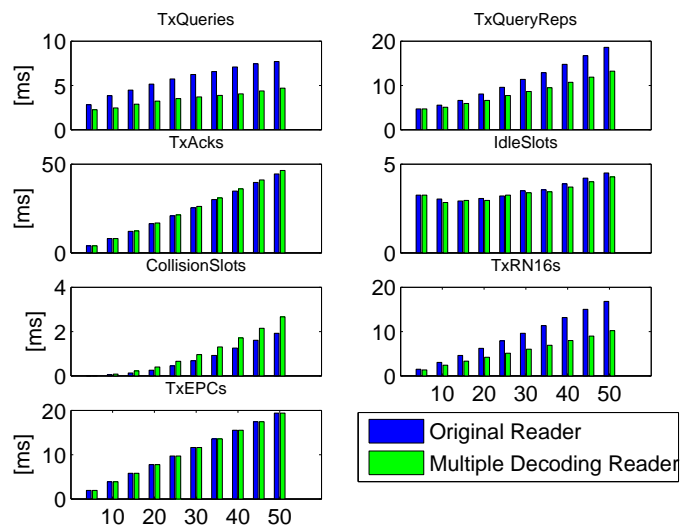 TxQueries
10
5
0
[ms]
TxQueryReps
20
10
0
TxAcks
50
0
[ms]
IdleSlots
5
0
CollisionSlots
4
2
0
[ms]
TxRN16s
20
10
0
10 20 30 40 50
TxEPCs
20
10
0
[ms]
10 20 30 40 50
Original Reader
Multiple Decoding Reader